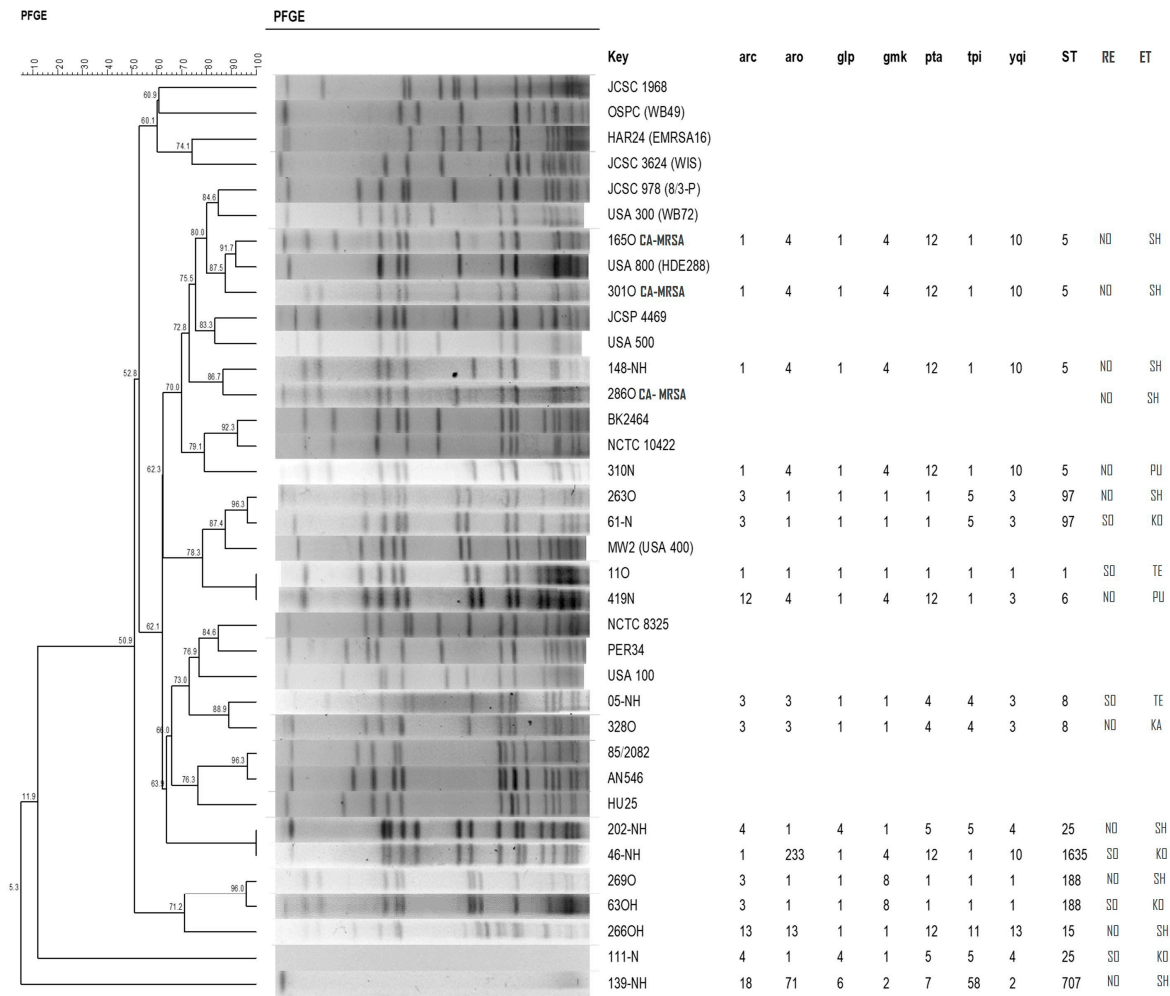 PFGE PFGE
10 20 30 40 50 60 70 80 90 100
Key arc aro glp gmk pta tpi yqi ST RE ET
JCSC 1968
60.9
OSPC (WB49)
60.1
HAR24 (EMRSA16)
74.1
JCSC 3624 (WIS)
JCSC 978 (8/3-P)
84.6
USA 300 (WB72)
80.0
165O CA-MRSA 1 4 1 4 12 1 10 5 NO SH
91.7
USA 800 (HDE288)
87.5
75.5
301O CA-MRSA 1 4 1 4 12 1 10 5 NO SH
JCSP 4469
83.3
72.8
USA 500
148-NH 1 4 1 4 12 1 10 5 NO SH
52.8
86.7
70.0
286O CA- MRSA NO SH
BK2464
92.3
NCTC 10422
79.1
62.3
310N 1 4 1 4 12 1 10 5 NO PU
263O 3 1 1 1 1 5 3 97 NO SH
96.3
61-N 3 1 1 1 1 5 3 97 SO KO
87.4
MW2 (USA 400)
78.3
11O 1 1 1 1 1 1 1 1 SO TE
419N 12 4 1 4 12 1 3 6 NO PU
NCTC 8325
62.1
84.6
50.9
PER34
76.9
USA 100
73.0
05-NH 3 3 1 1 4 4 3 8 SO TE
88.9
328O 3 3 1 1 4 4 3 8 NO KA
66.0
85/2082
96.3
AN546
76.3
63.9
HU25
11.9
202-NH 4 1 4 1 5 5 4 25 NO SH
46-NH 1 233 1 4 12 1 10 1635 SO KO
269O 3 1 1 8 1 1 1 188 NO SH
96.0
5.3
63OH 3 1 1 8 1 1 1 188 SO KO
71.2
266OH 13 13 1 1 12 11 13 15 NO SH
111-N 4 1 4 1 5 5 4 25 SO KO
139-NH 18 71 6 2 7 58 2 707 NO SH